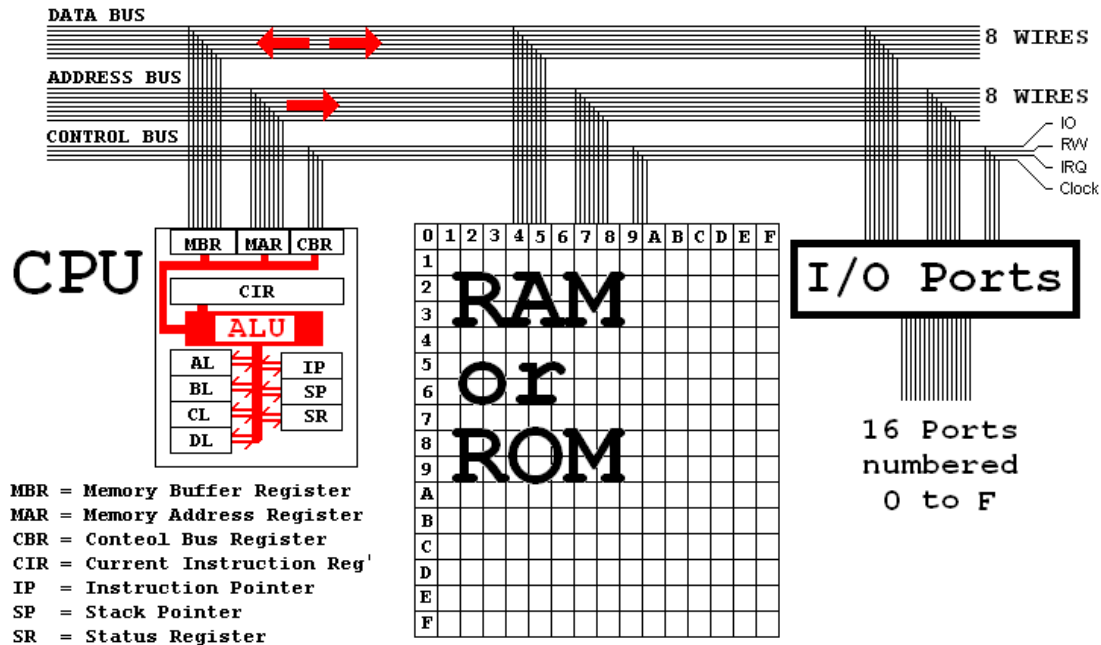 DATA BUS
8 WIRES
ADDRESS BUS
8 WIRES
CONTROL BUS
IO
RW
IRQ
Clock
CPU
MBR MAR CBR
CIR
ALU
AL
BL
CL
DL
IP
SP
SR
0 1 2 3 4 5 6 7 8 9 A B C D E F
1
2
3
4
5
6
7
8
9
A
B
C
D
E
F
RAM
or
ROM
I/O Ports
16 Ports
numbered
0 to F
MBR = Memory Buffer Register
MAR = Memory Address Register
CBR = Conteol Bus Register
CIR = Current Instruction Reg'
IP = Instruction Pointer
SP = Stack Pointer
SR = Status Register